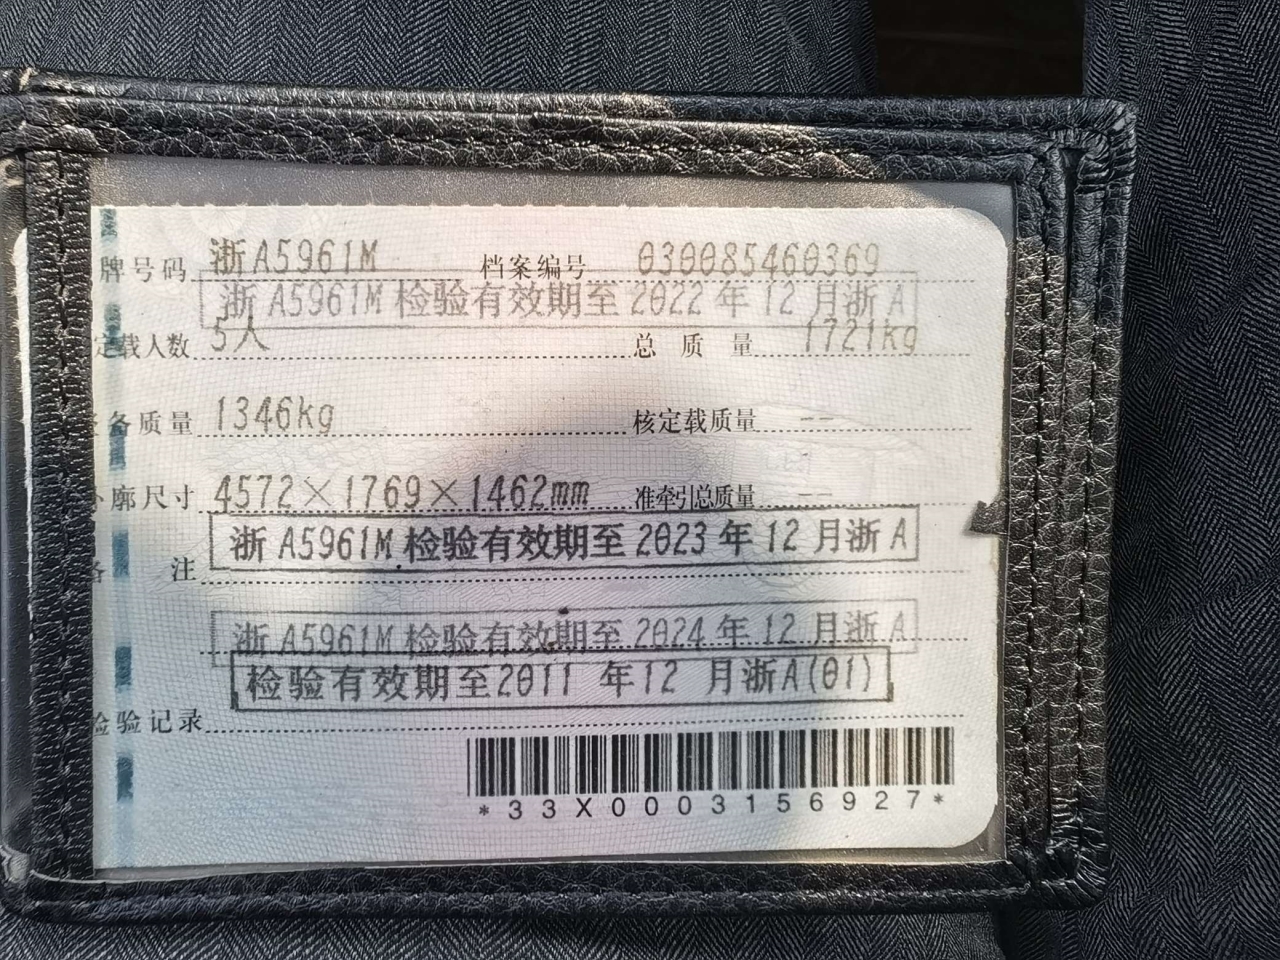 牌号码 浙A5961M 档案编号 030085460369
浙A5961M检验有效期至2022年12月浙A
定载人数 5人 总质量 1721kg
备质量 1346kg 核定载质量 --
廓尺寸 4572×1769×1462mm 准牵引总质量 --
浙A5961M检验有效期至2023年12月浙A
注
浙A5961M检验有效期至2024年12月浙A
检验有效期至2011 年12 月浙A(01)
检验记录
*33X0003156927*